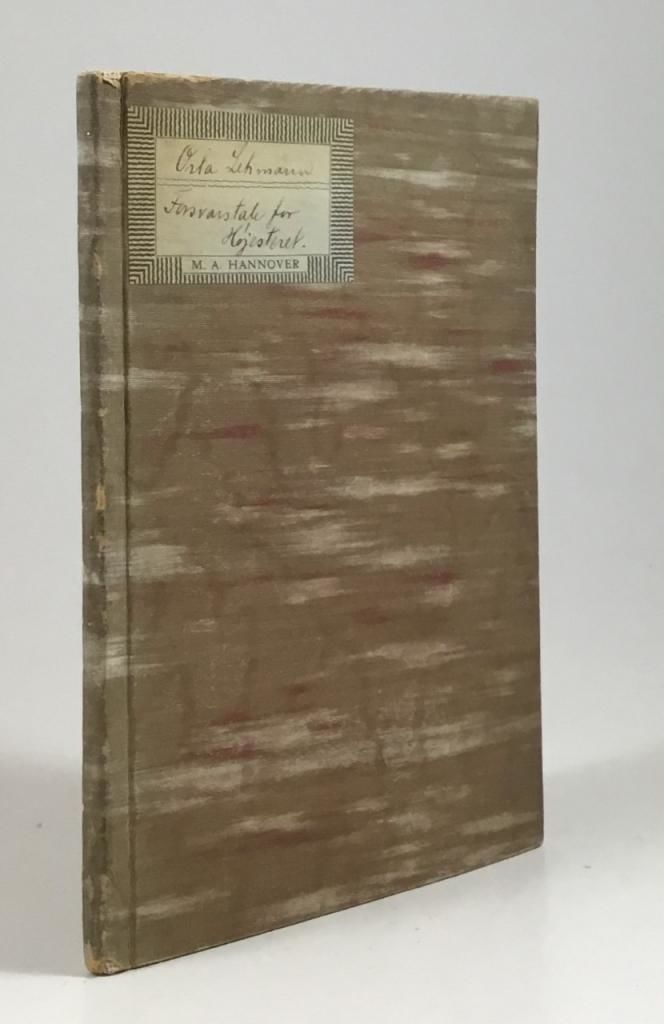 Orla Lehmann
Forsvarstale for
Højesteret.
M. A. HANNOVER